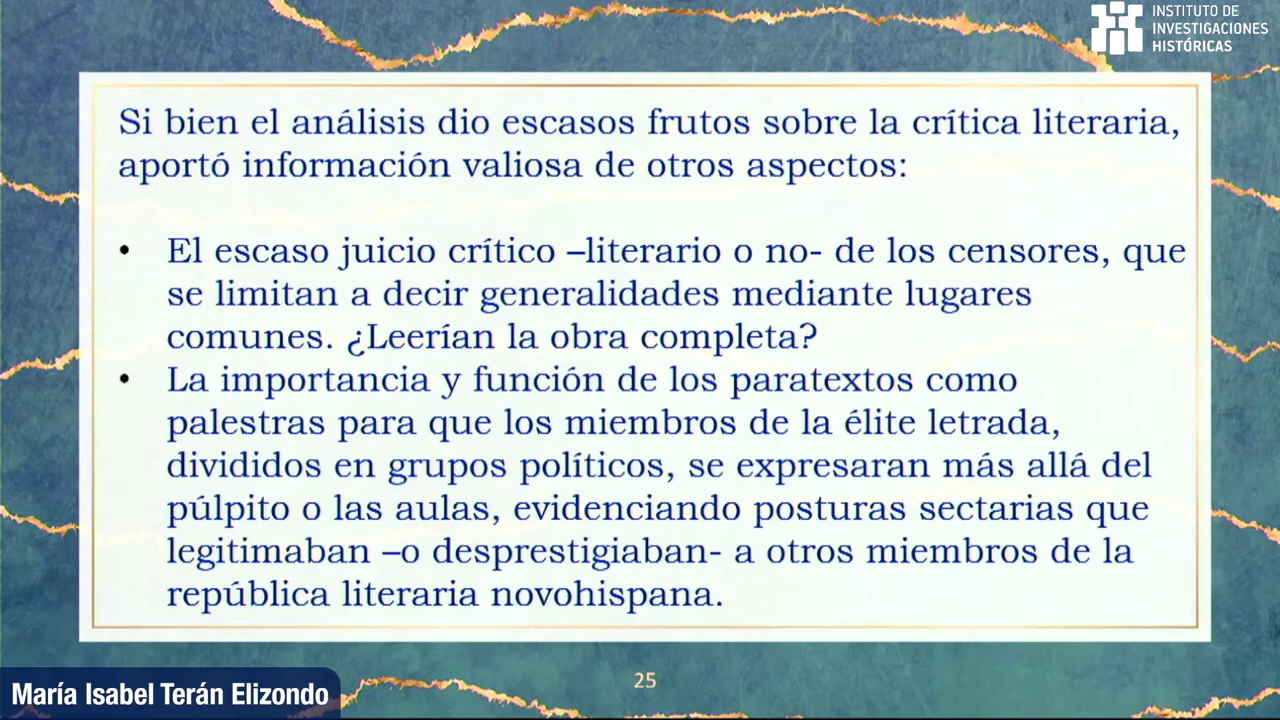 INSTITUTO DE
INVESTIGACIONES
HISTÓRICAS
Si bien el análisis dio escasos frutos sobre la crítica literaria,
aportó información valiosa de otros aspectos:
• El escaso juicio crítico –literario o no- de los censores, que
se limitan a decir generalidades mediante lugares
comunes. ¿Leerían la obra completa?
• La importancia y función de los paratextos como
palestras para que los miembros de la élite letrada,
divididos en grupos políticos, se expresaran más allá del
púlpito o las aulas, evidenciando posturas sectarias que
legitimaban –o desprestigiaban- a otros miembros de la
república literaria novohispana.
25
María Isabel Terán Elizondo